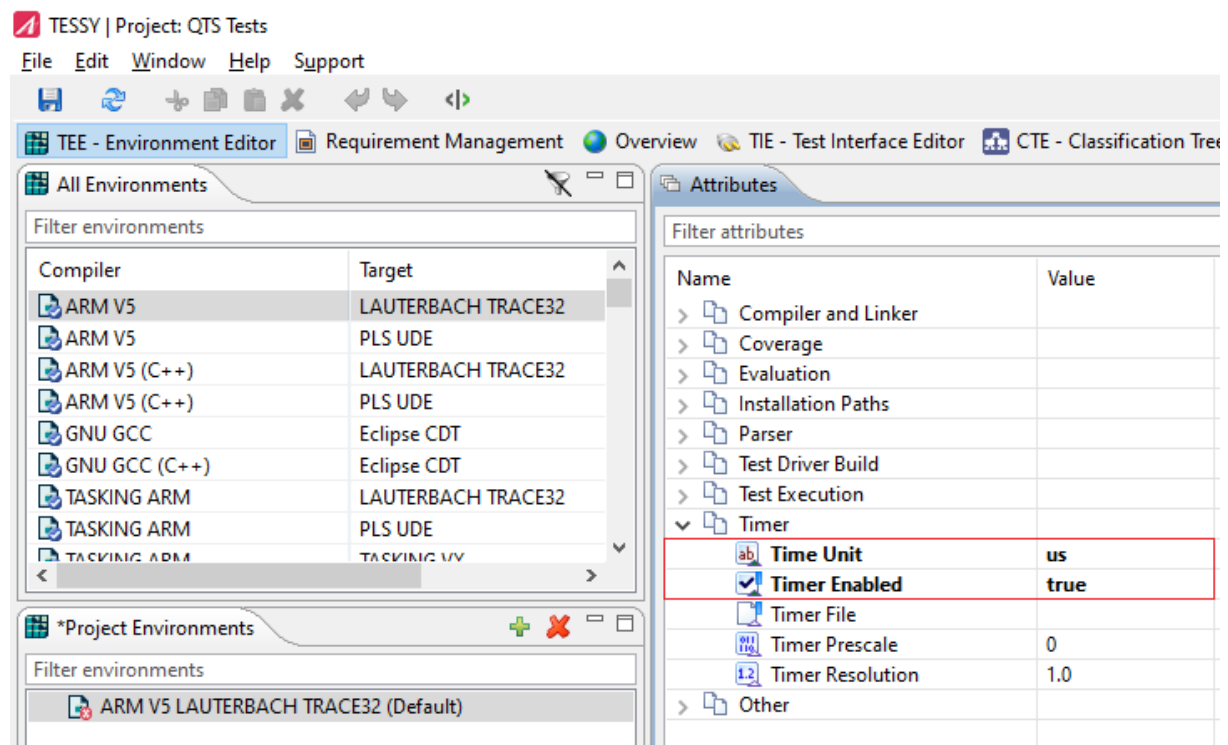 TESSY | Project: QTS Tests
File Edit Window Help Support
TEE - Environment Editor Requirement Management Overview TIE - Test Interface Editor CTE - Classification Tree
All Environments
Filter environments
Compiler Target
ARM V5 LAUTERBACH TRACE32
ARM V5 PLS UDE
ARM V5 (C++) LAUTERBACH TRACE32
ARM V5 (C++) PLS UDE
GNU GCC Eclipse CDT
GNU GCC (C++) Eclipse CDT
TASKING ARM LAUTERBACH TRACE32
TASKING ARM PLS UDE
TASKING ARM TASKING VX
*Project Environments
Filter environments
ARM V5 LAUTERBACH TRACE32 (Default)
Attributes
Filter attributes
Name Value
Compiler and Linker
Coverage
Evaluation
Installation Paths
Parser
Test Driver Build
Test Execution
Timer
Time Unit us
Timer Enabled true
Timer File
Timer Prescale 0
Timer Resolution 1.0
Other